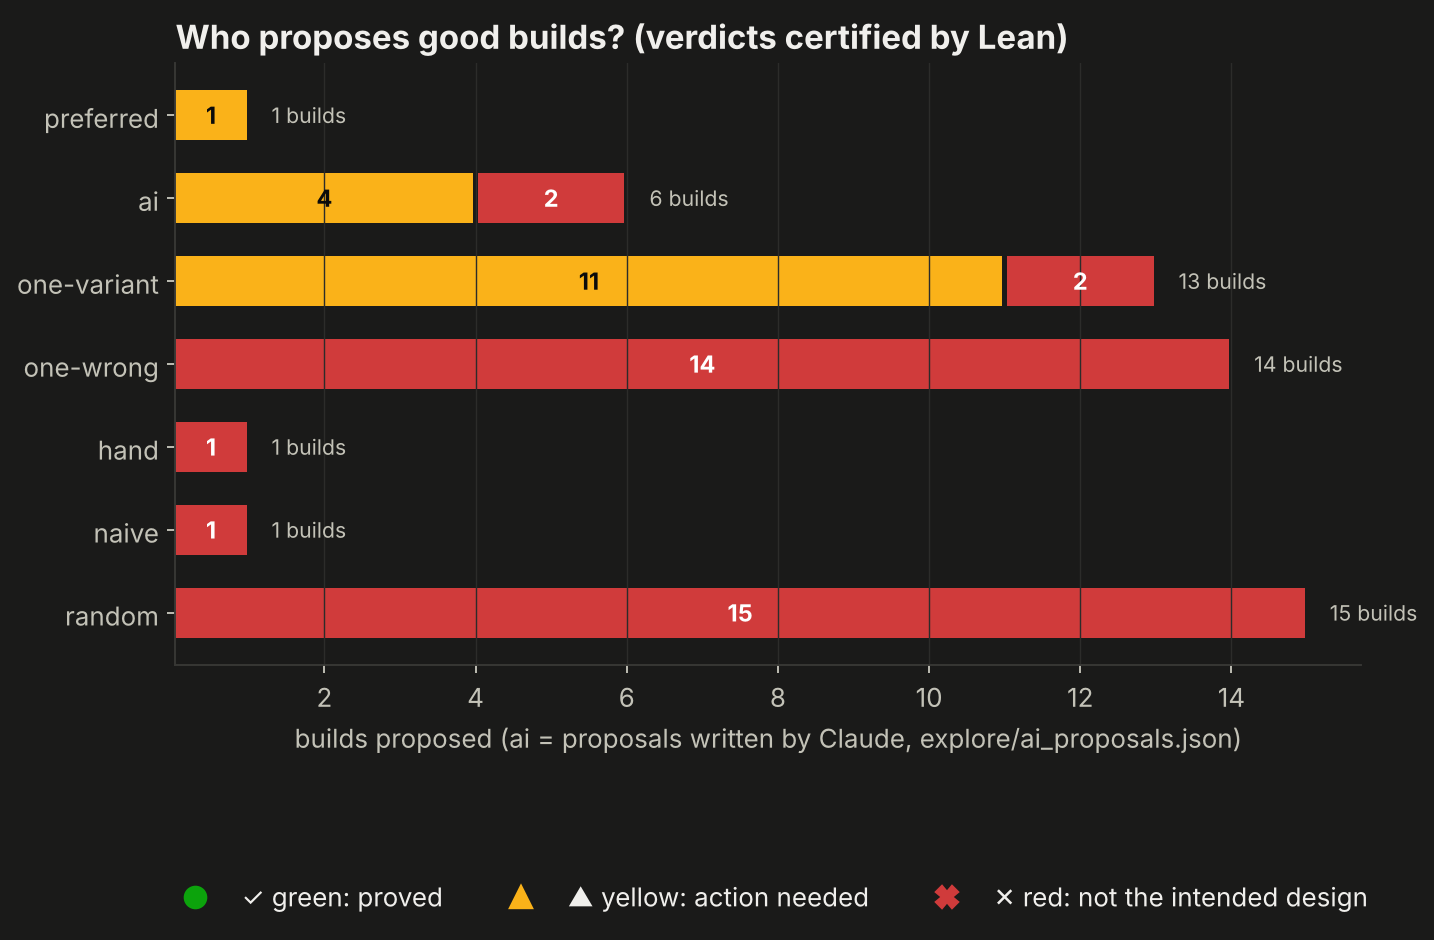 Who proposes good builds? (verdicts certified by Lean)
preferred 1 1 builds
ai 4 2 6 builds
one-variant 11 2 13 builds
one-wrong 14 14 builds
hand 1 1 builds
naive 1 1 builds
random 15 15 builds
2 4 6 8 10 12 14
builds proposed (ai = proposals written by Claude, explore/ai_proposals.json)
✓ green: proved ▲ yellow: action needed ✕ red: not the intended design